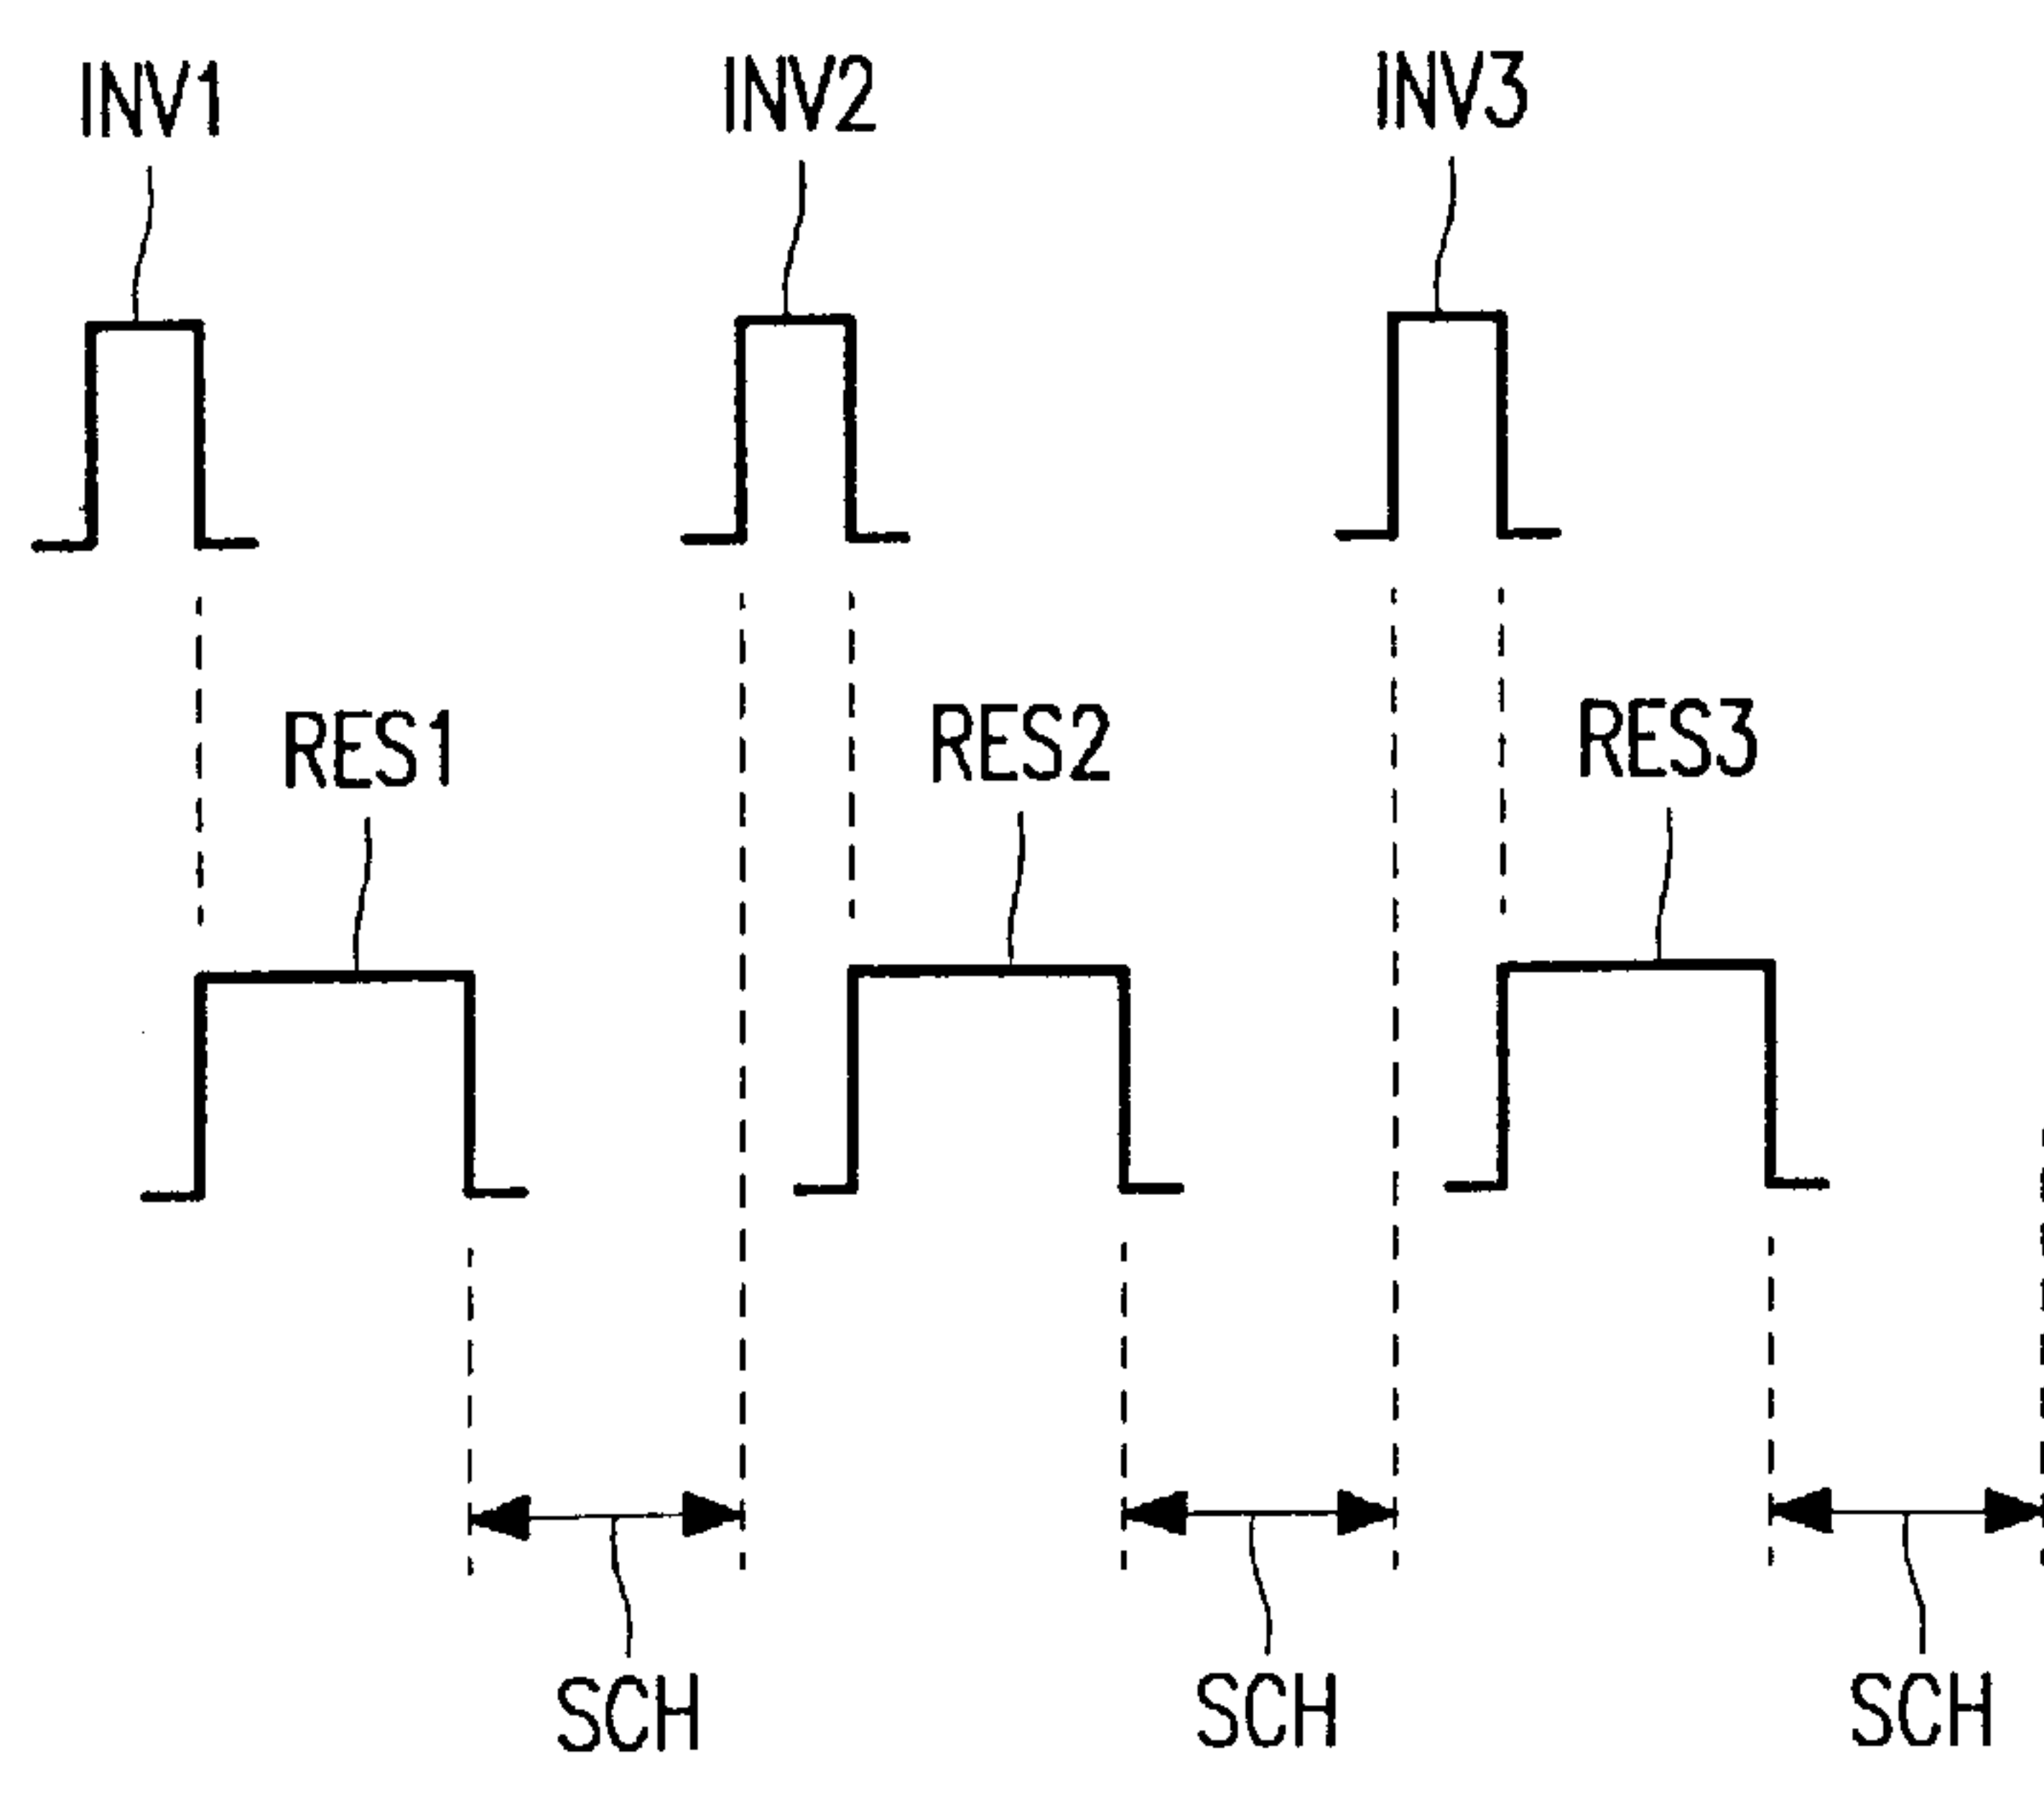 INV1
INV2
INV3
RES1
RES2
RES3
SCH
SCH
SCH